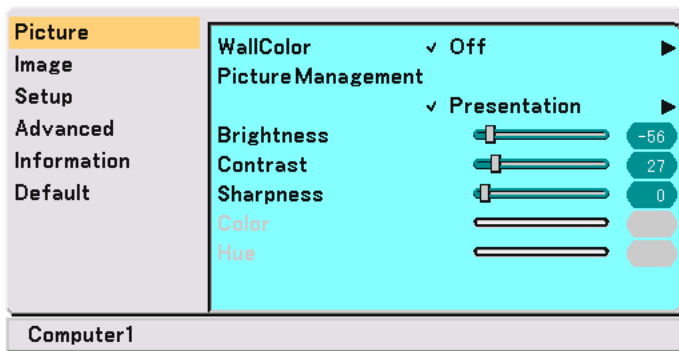 Picture
Image
Setup
Advanced
Information
Default
WallColor ✓ Off ▶
Picture Management
✓ Presentation ▶
Brightness -56
Contrast 27
Sharpness 0
Color
Hue
Computer1